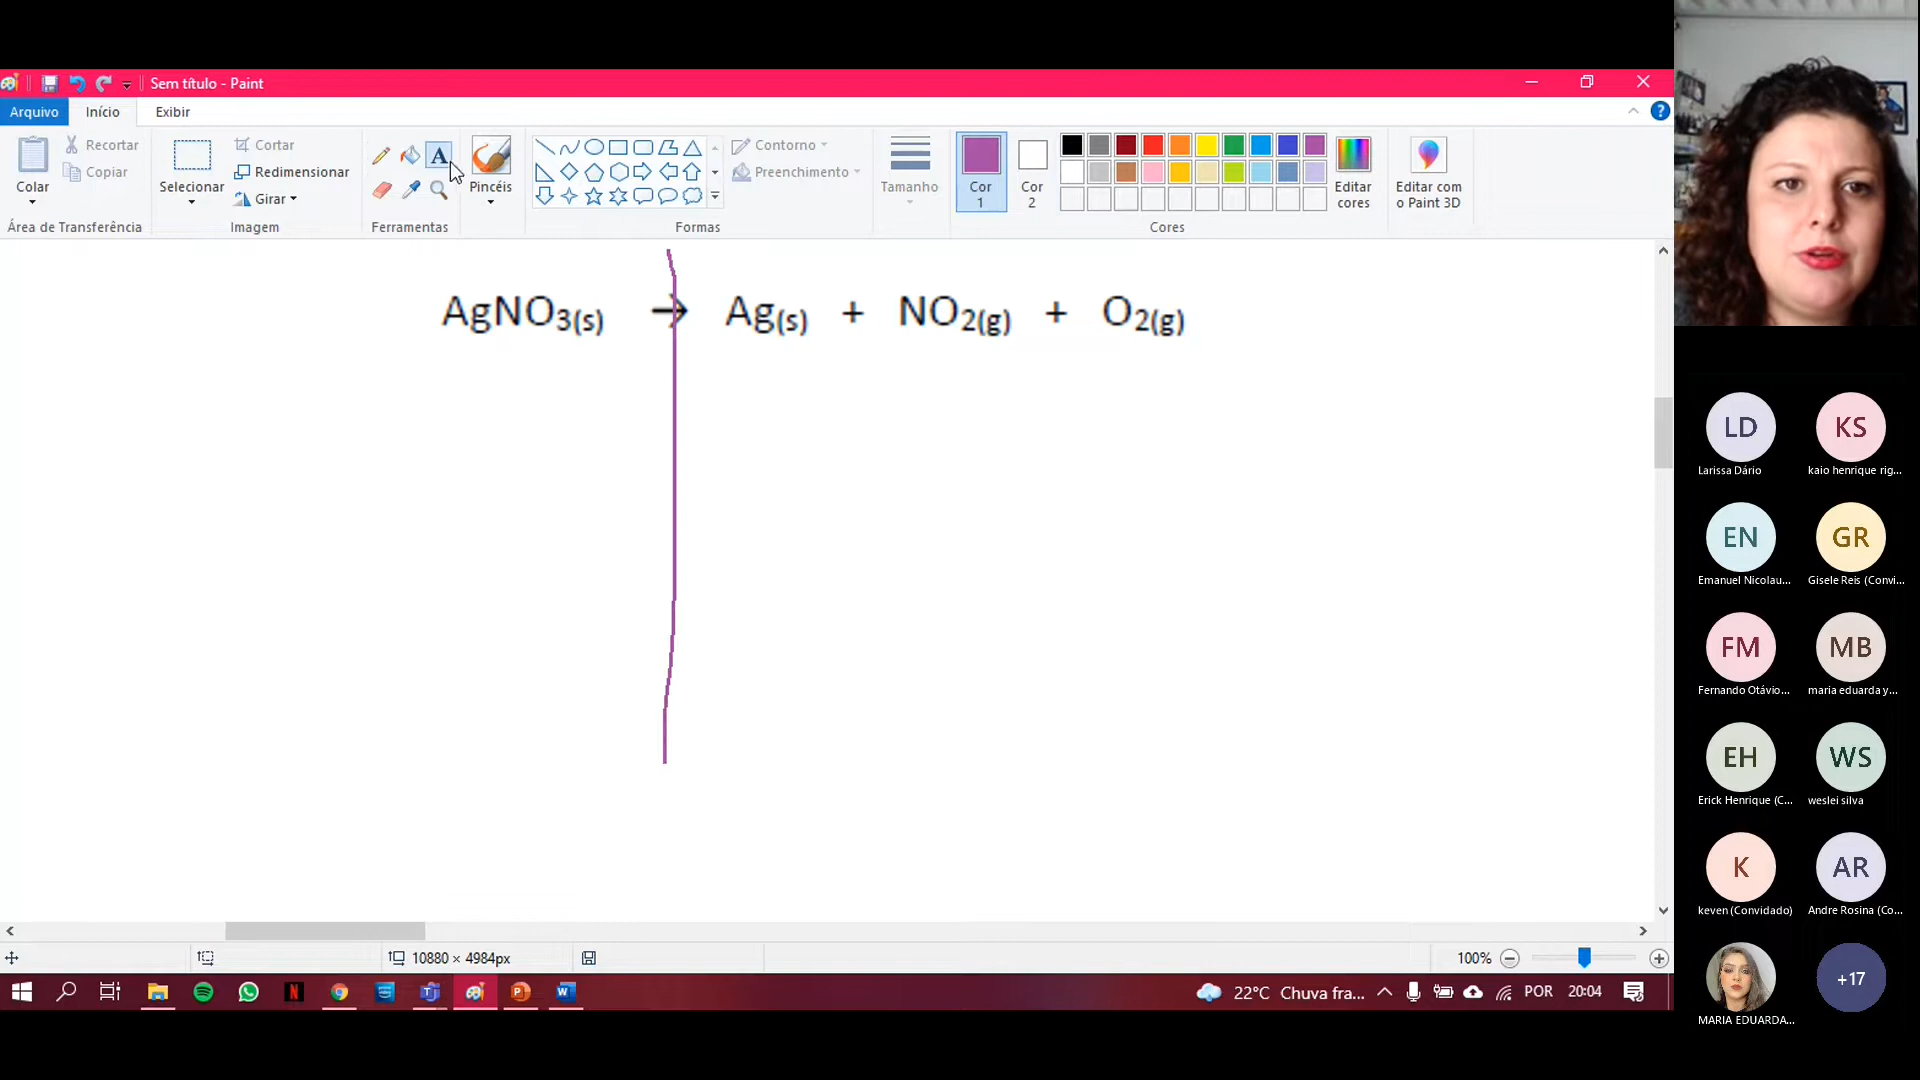 Sem título - Paint
Arquivo Início Exibir
Colar
Recortar
Copiar
Área de Transferência
Selecionar
Cortar
Redimensionar
Girar
Imagem
A
Ferramentas
Pincéis
Contorno
Preenchimento
Formas
Tamanho
Cor 1
Cor 2
Editar cores
Cores
Editar com o Paint 3D
AgNO3(s) → Ag(s) + NO2(g) + O2(g)
10880 × 4984px
100%
22°C Chuva fra... POR 20:04
LD
Larissa Dário
KS
kaio henrique rig...
EN
Emanuel Nicolau...
GR
Gisele Reis (Convi...
FM
Fernando Otávio...
MB
maria eduarda y...
EH
Erick Henrique (C...
WS
weslei silva
K
keven (Convidado)
AR
Andre Rosina (Co...
MARIA EDUARDA...
+17